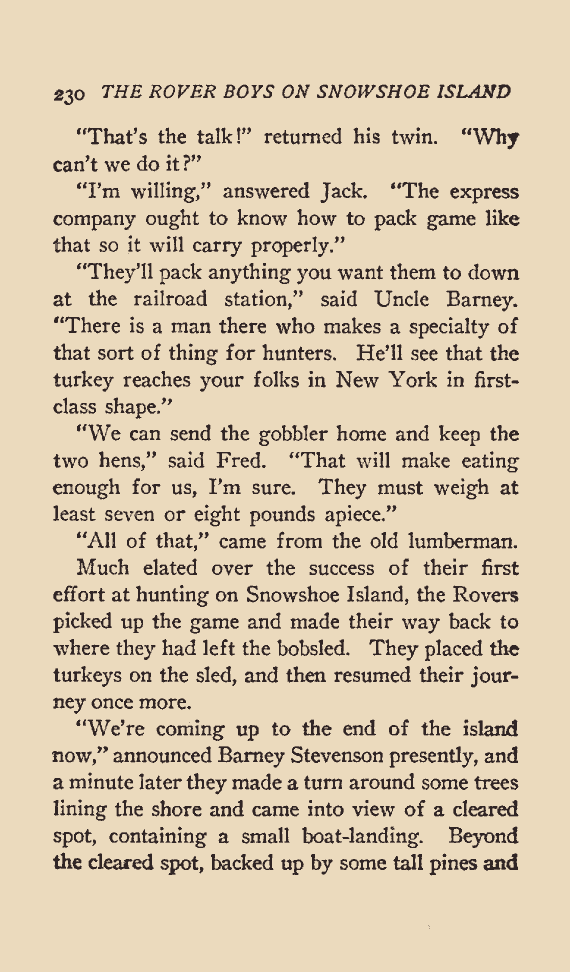 230 THE ROVER BOYS ON SNOWSHOE ISLAND
"That's the talk!" returned his twin. "Why
can't we do it?"
"I'm willing," answered Jack. "The express
company ought to know how to pack game like
that so it will carry properly."
"They'll pack anything you want them to down
at the railroad station," said Uncle Barney.
"There is a man there who makes a specialty of
that sort of thing for hunters. He'll see that the
turkey reaches your folks in New York in first-
class shape."
"We can send the gobbler home and keep the
two hens," said Fred. "That will make eating
enough for us, I'm sure. They must weigh at
least seven or eight pounds apiece."
"All of that," came from the old lumberman.
Much elated over the success of their first
effort at hunting on Snowshoe Island, the Rovers
picked up the game and made their way back to
where they had left the bobsled. They placed the
turkeys on the sled, and then resumed their jour-
ney once more.
"We're coming up to the end of the island
now," announced Barney Stevenson presently, and
a minute later they made a turn around some trees
lining the shore and came into view of a cleared
spot, containing a small boat-landing. Beyond
the cleared spot, backed up by some tall pines and